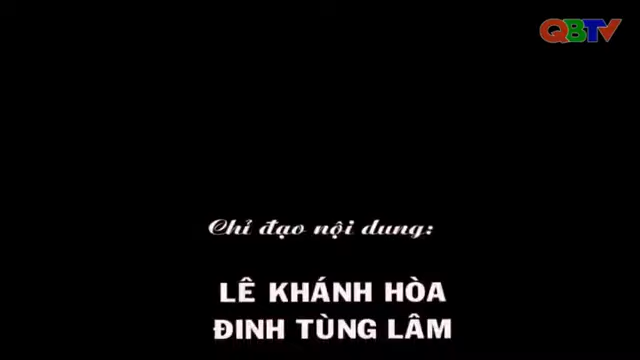 QBTV
Chỉ đạo nội dung:
LÊ KHÁNH HÒA
ĐINH TÙNG LÂM